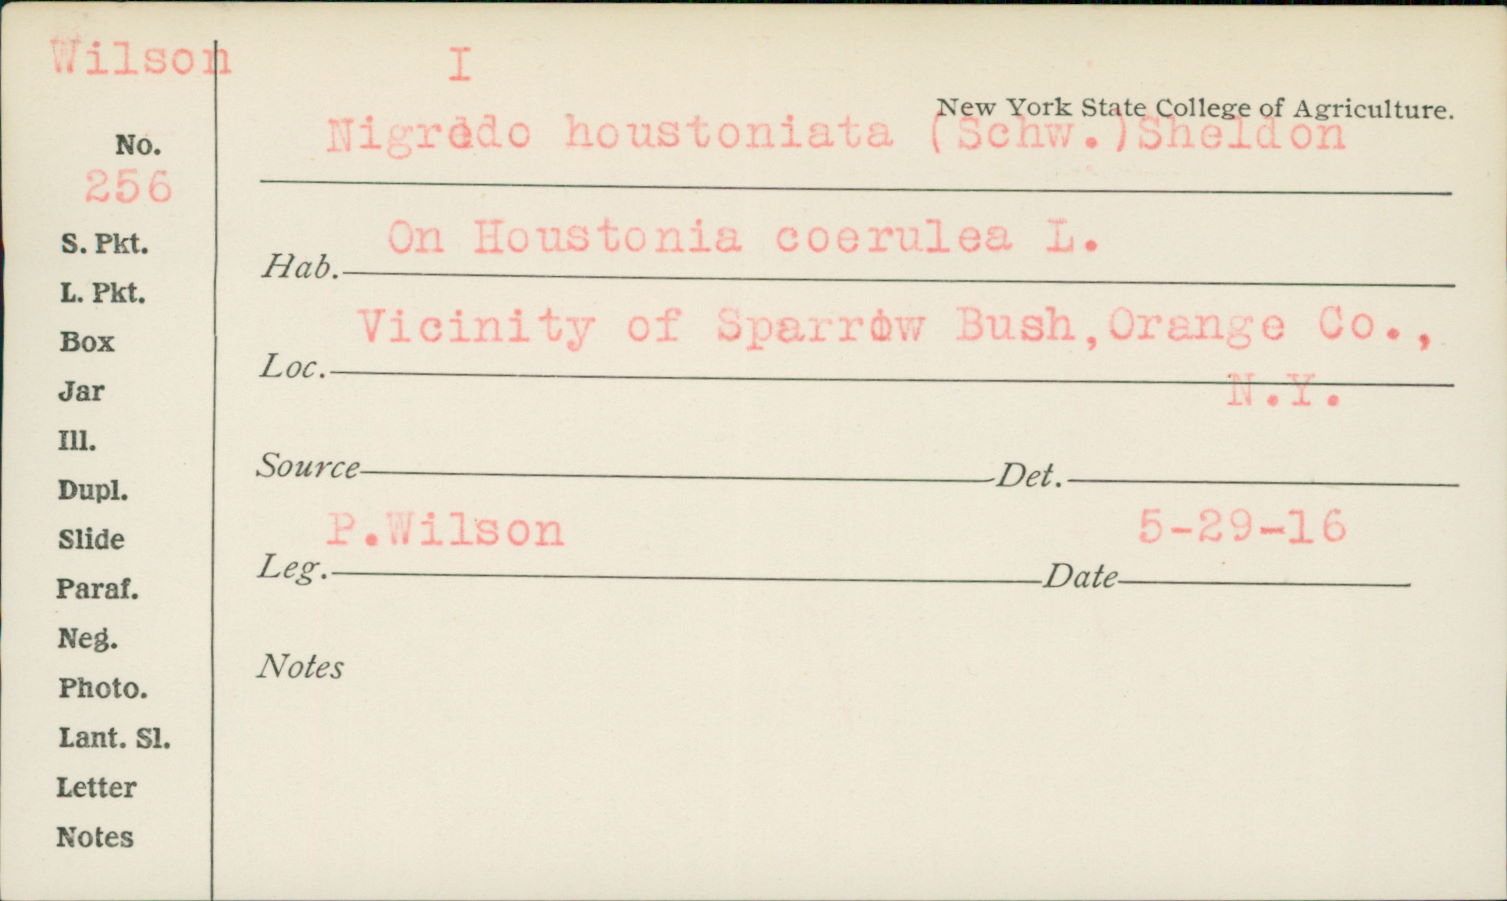 Wilson I
New York State College of Agriculture.
No.
Nigredo houstoniata (Schw.)Sheldon
256
S. Pkt.
On Houstonia coerulea L.
Hab.
L. Pkt.
Vicinity of Sparrow Bush,Orange Co.,
Box
Loc.
N.Y.
Jar
Ill.
Source Det.
Dupl.
P.Wilson 5-29-16
Slide
Leg. Date
Paraf.
Neg.
Notes
Photo.
Lant. Sl.
Letter
Notes